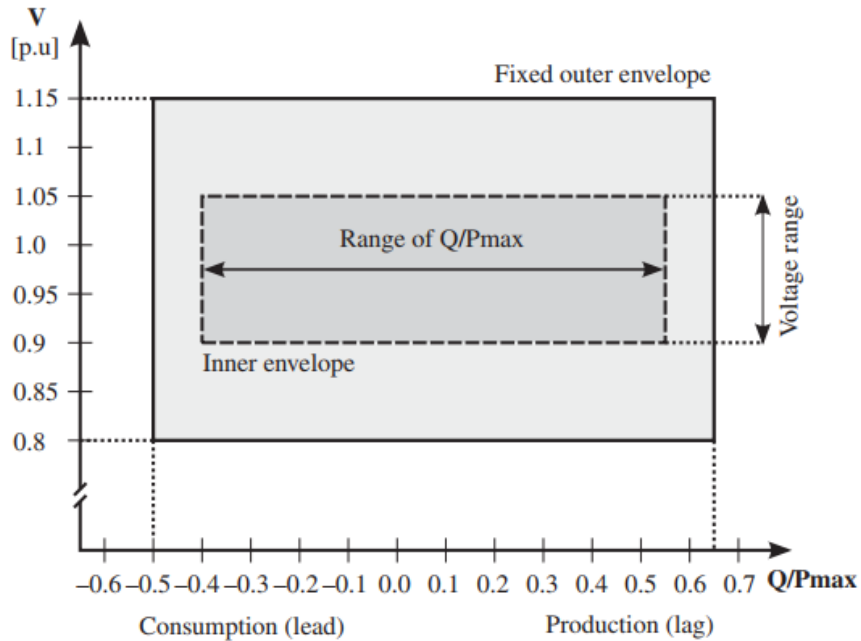 V
[p.u]
Fixed outer envelope
1.15
1.1
1.05
1.0
0.95
0.9
0.85
0.8
Range of Q/Pmax
Voltage range
Inner envelope
–0.6 –0.5 –0.4 –0.3 –0.2 –0.1 0.0 0.1 0.2 0.3 0.4 0.5 0.6 0.7 Q/Pmax
Consumption (lead) Production (lag)